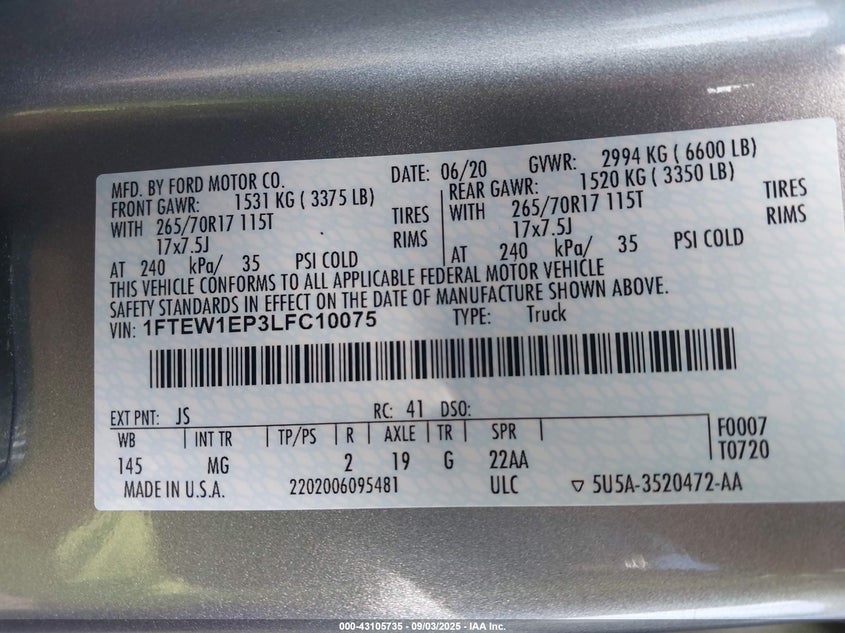 MFD. BY FORD MOTOR CO. DATE: 06/20 GVWR: 2994 KG ( 6600 LB)
FRONT GAWR: 1531 KG ( 3375 LB) REAR GAWR: 1520 KG ( 3350 LB)
WITH 265/70R17 115T TIRES WITH 265/70R17 115T TIRES
17x7.5J RIMS 17x7.5J RIMS
AT 240 kPa/ 35 PSI COLD AT 240 kPa/ 35 PSI COLD
THIS VEHICLE CONFORMS TO ALL APPLICABLE FEDERAL MOTOR VEHICLE
SAFETY STANDARDS IN EFFECT ON THE DATE OF MANUFACTURE SHOWN ABOVE.
VIN: 1FTEW1EP3LFC10075 TYPE: Truck
EXT PNT: JS RC: 41 DSO:
WB INT TR TP/PS R AXLE TR SPR F0007
145 MG 2 19 G 22AA T0720
MADE IN U.S.A. 2202006095481 ULC ▽ 5U5A-3520472-AA
000-43105735 - 09/03/2025 - IAA Inc.